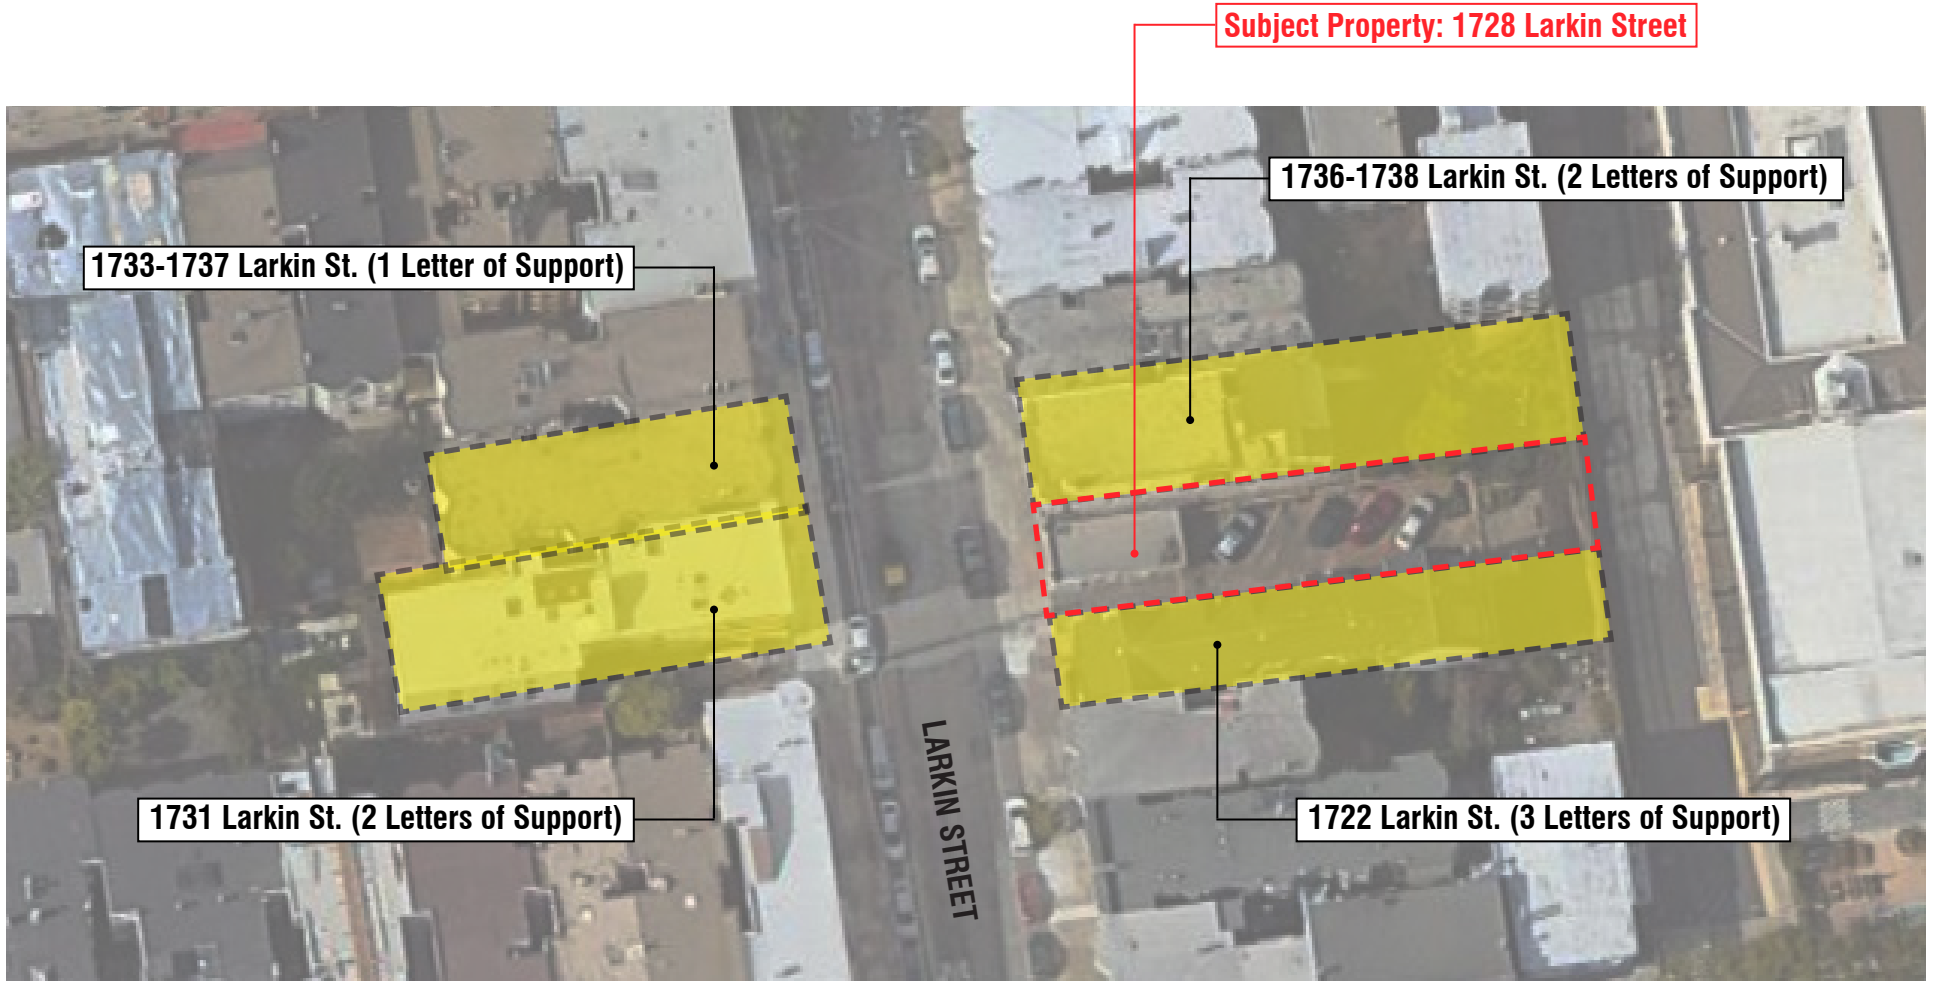 Subject Property: 1728 Larkin Street
1736-1738 Larkin St. (2 Letters of Support)
1733-1737 Larkin St. (1 Letter of Support)
1731 Larkin St. (2 Letters of Support)
1722 Larkin St. (3 Letters of Support)
LARKIN STREET